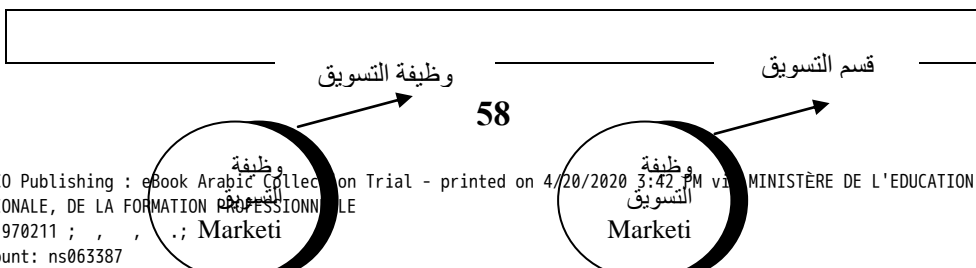 قسم التسويق
وظيفة التسويق
58
وظيفة
التسويق
Marketi
وظيفة
التسويق
Marketi
O Publishing : eBook Arabic Collection Trial - printed on 4/20/2020 3:42 PM via MINISTÈRE DE L'EDUCATION
IONALE, DE LA FORMATION PROFESSIONNELLE
970211 ; , , .;
ount: ns063387